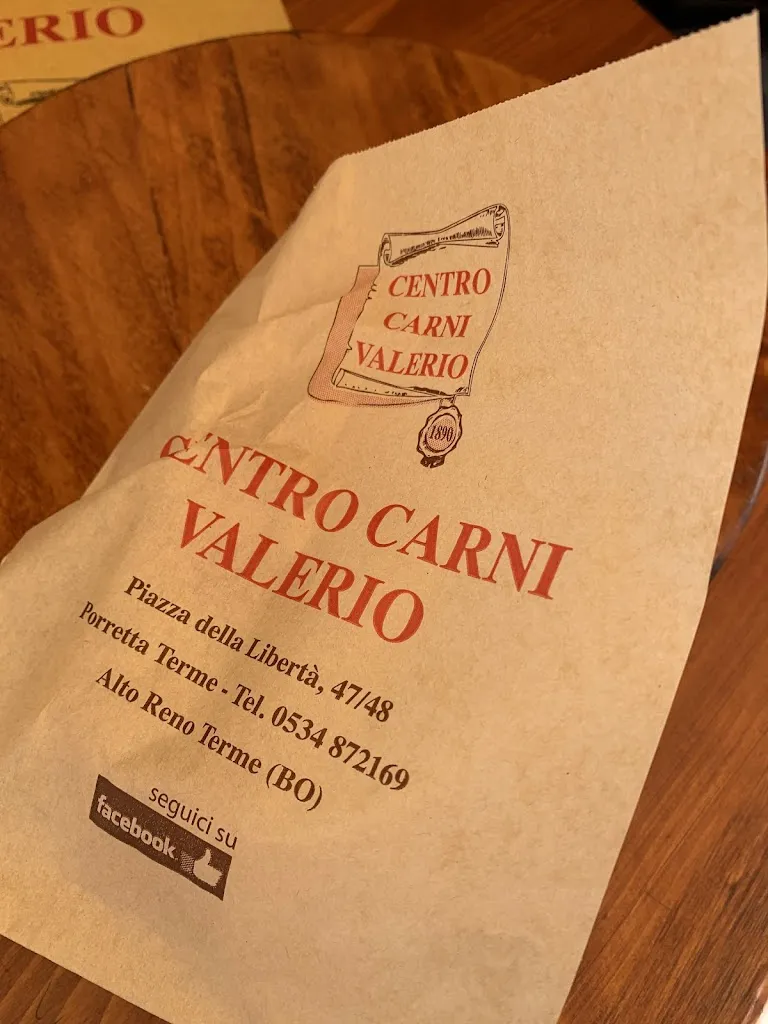 ERIO
CENTRO
CARNI
VALERIO
1890
CENTRO CARNI
VALERIO
Piazza della Libertà, 47/48
Porretta Terme - Tel. 0534 872169
Alto Reno Terme (BO)
seguici su
facebook